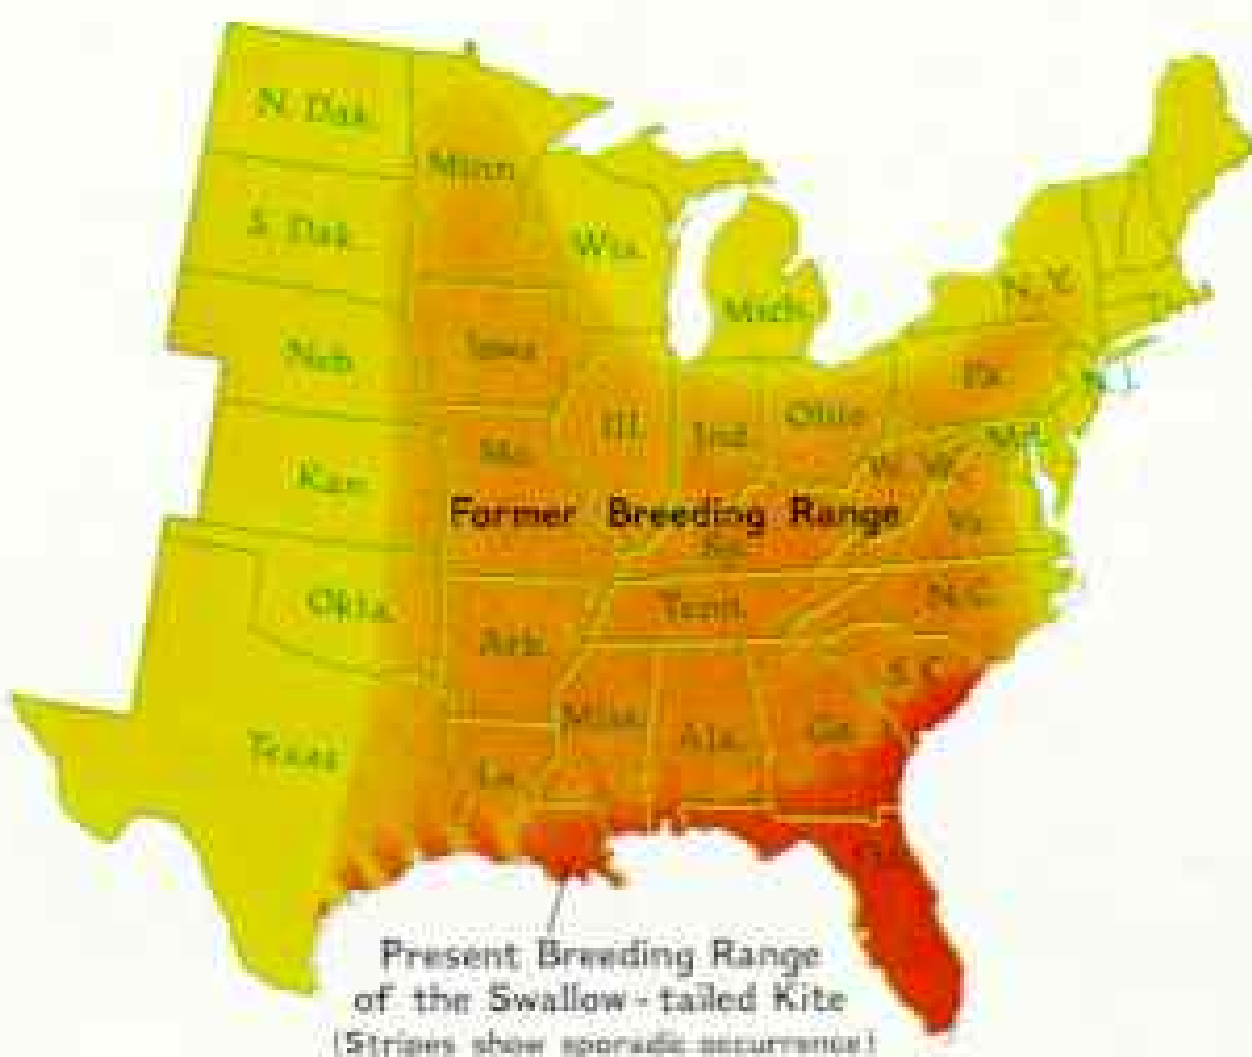 N. Dak.
Minn.
S. Dak.
Wis.
Mich.
N.Y.
Neb.
Iowa
Pa.
N.J.
Ill.
Ind.
Ohio
Md.
Mo.
W. Va.
Kan.
Former Breeding Range
Va.
Ky.
Okla.
Tenn.
N.C.
Ark.
S.C.
Miss.
Ala.
Ga.
Texas
La.
Present Breeding Range
of the Swallow-tailed Kite
(Stripes show sporadic occurrence)